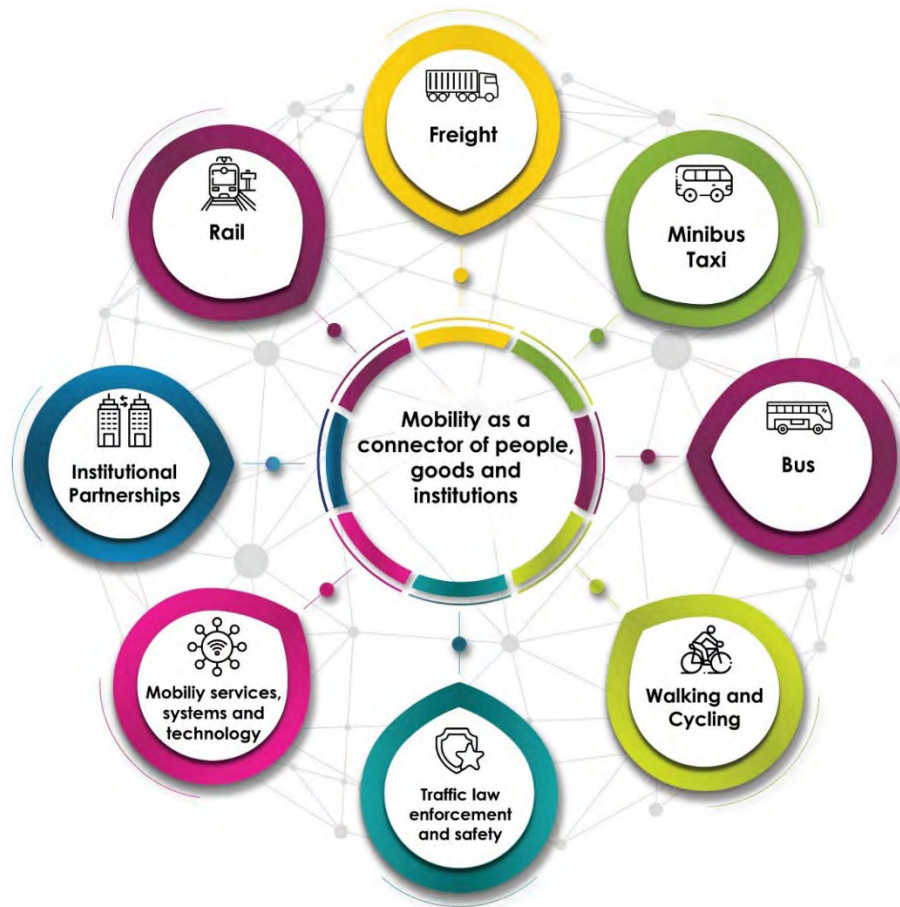 Freight
Minibus
Taxi
Bus
Walking and
Cycling
Traffic law
enforcement
and safety
Mobiliy services,
systems and
technology
Institutional
Partnerships
Rail
Mobility as a
connector of people,
goods and
institutions